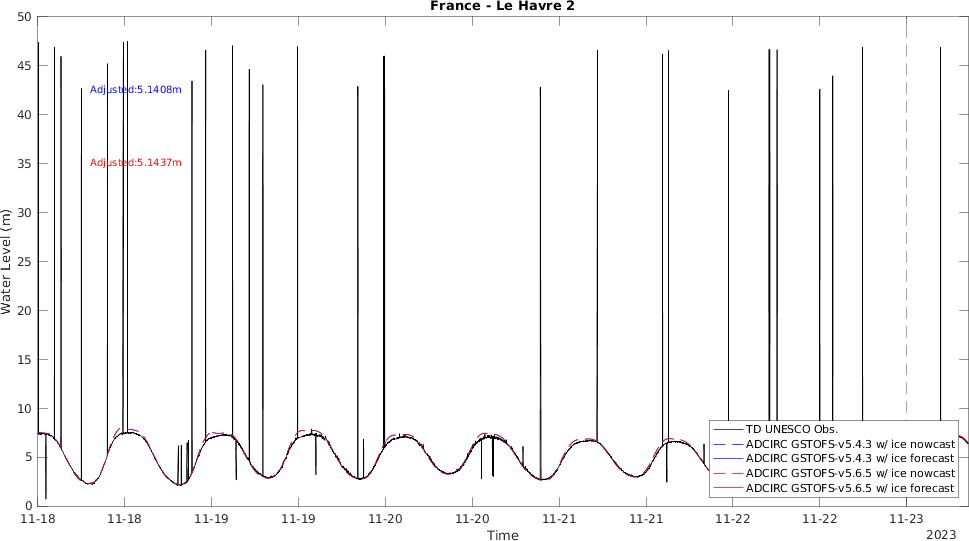 France - Le Havre 2
50
45
40
35
30
25
20
15
10
5
0
Water Level (m)
Adjusted:5.1408m
Adjusted:5.1437m
TD UNESCO Obs.
ADCIRC GSTOFS-v5.4.3 w/ ice nowcast
ADCIRC GSTOFS-v5.4.3 w/ ice forecast
ADCIRC GSTOFS-v5.6.5 w/ ice nowcast
ADCIRC GSTOFS-v5.6.5 w/ ice forecast
11-18 11-18 11-19 11-19 11-20 11-20 11-21 11-21 11-22 11-22 11-23
Time
2023